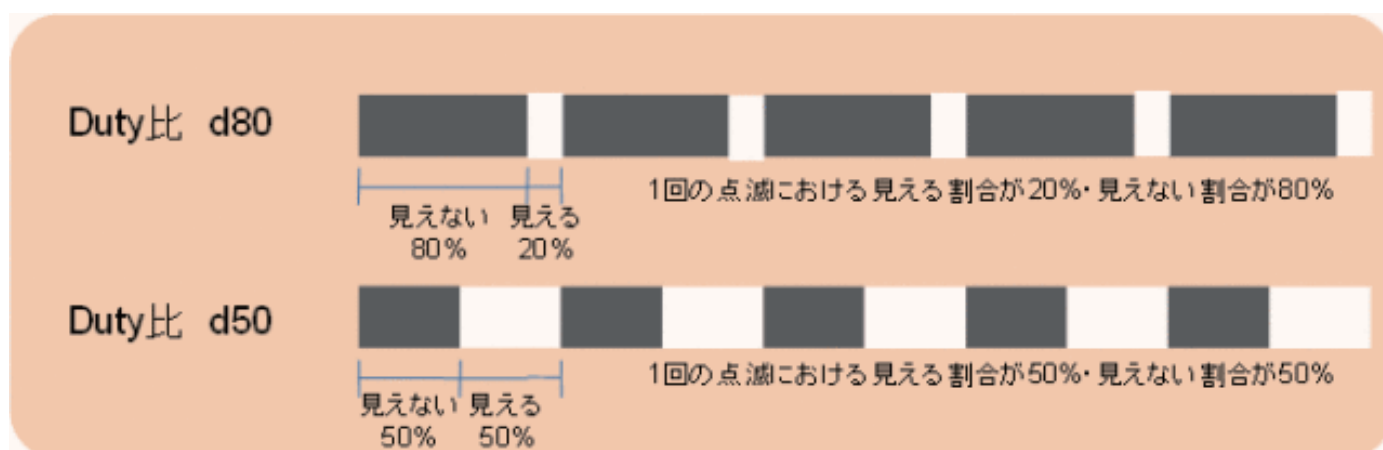 Duty比 d80
1回の点滅における見える割合が20%・見えない割合が80%
見えない 見える
80% 20%
Duty比 d50
1回の点滅における見える割合が50%・見えない割合が50%
見えない 見える
50% 50%